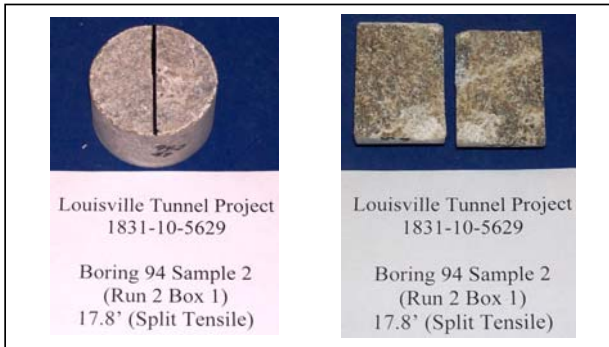 Louisville Tunnel Project
1831-10-5629
Boring 94 Sample 2
(Run 2 Box 1)
17.8' (Split Tensile)
Louisville Tunnel Project
1831-10-5629
Boring 94 Sample 2
(Run 2 Box 1)
17.8' (Split Tensile)